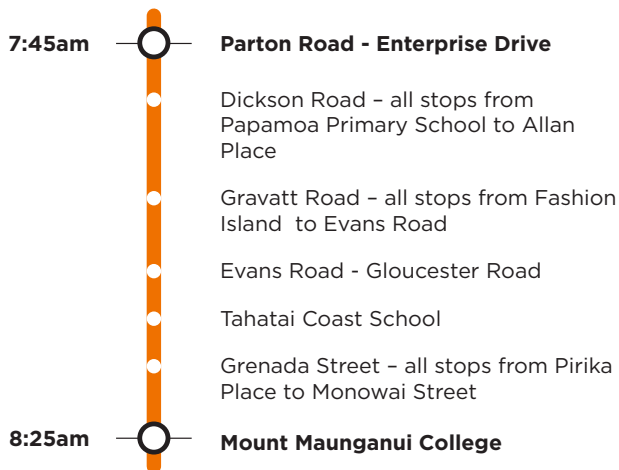 7:45am Parton Road - Enterprise Drive
Dickson Road – all stops from
Papamoa Primary School to Allan
Place
Gravatt Road – all stops from Fashion
Island  to Evans Road
Evans Road - Gloucester Road
Tahatai Coast School
Grenada Street – all stops from Pirika
Place to Monowai Street
8:25am Mount Maunganui College